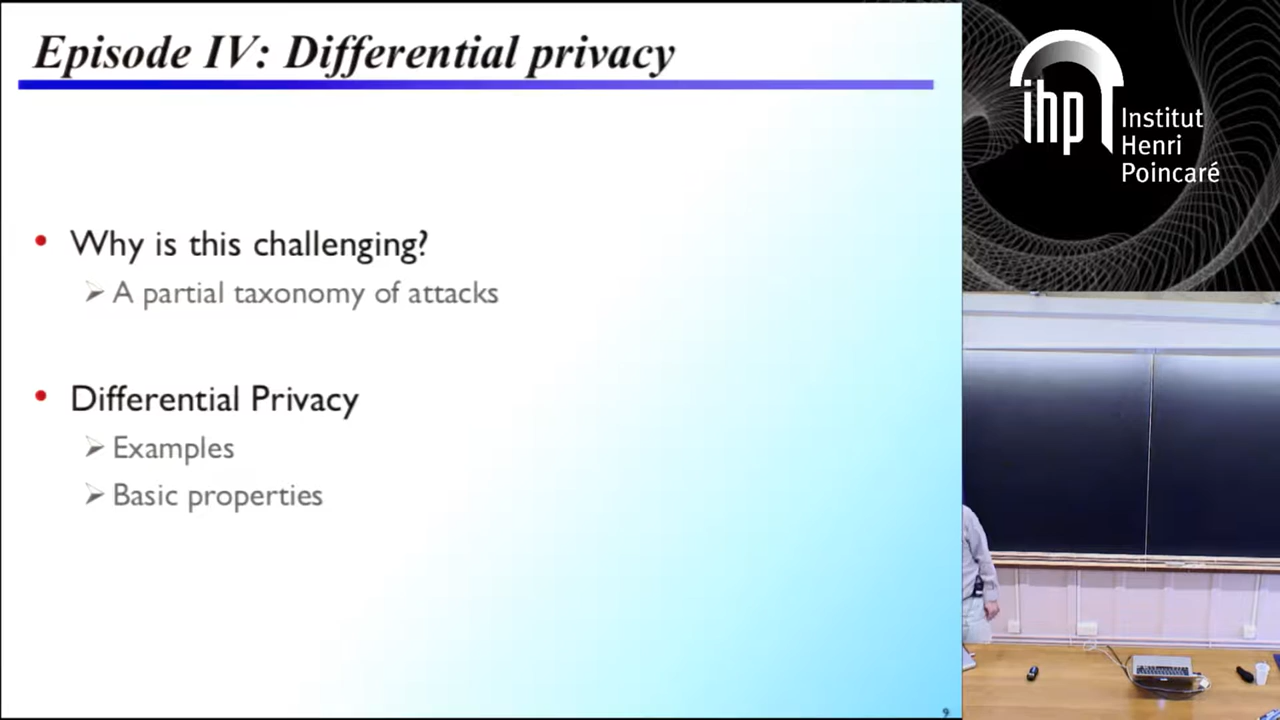 Episode IV: Differential privacy
• Why is this challenging?
➢ A partial taxonomy of attacks
• Differential Privacy
➢ Examples
➢ Basic properties
9
ihp
Institut
Henri
Poincaré